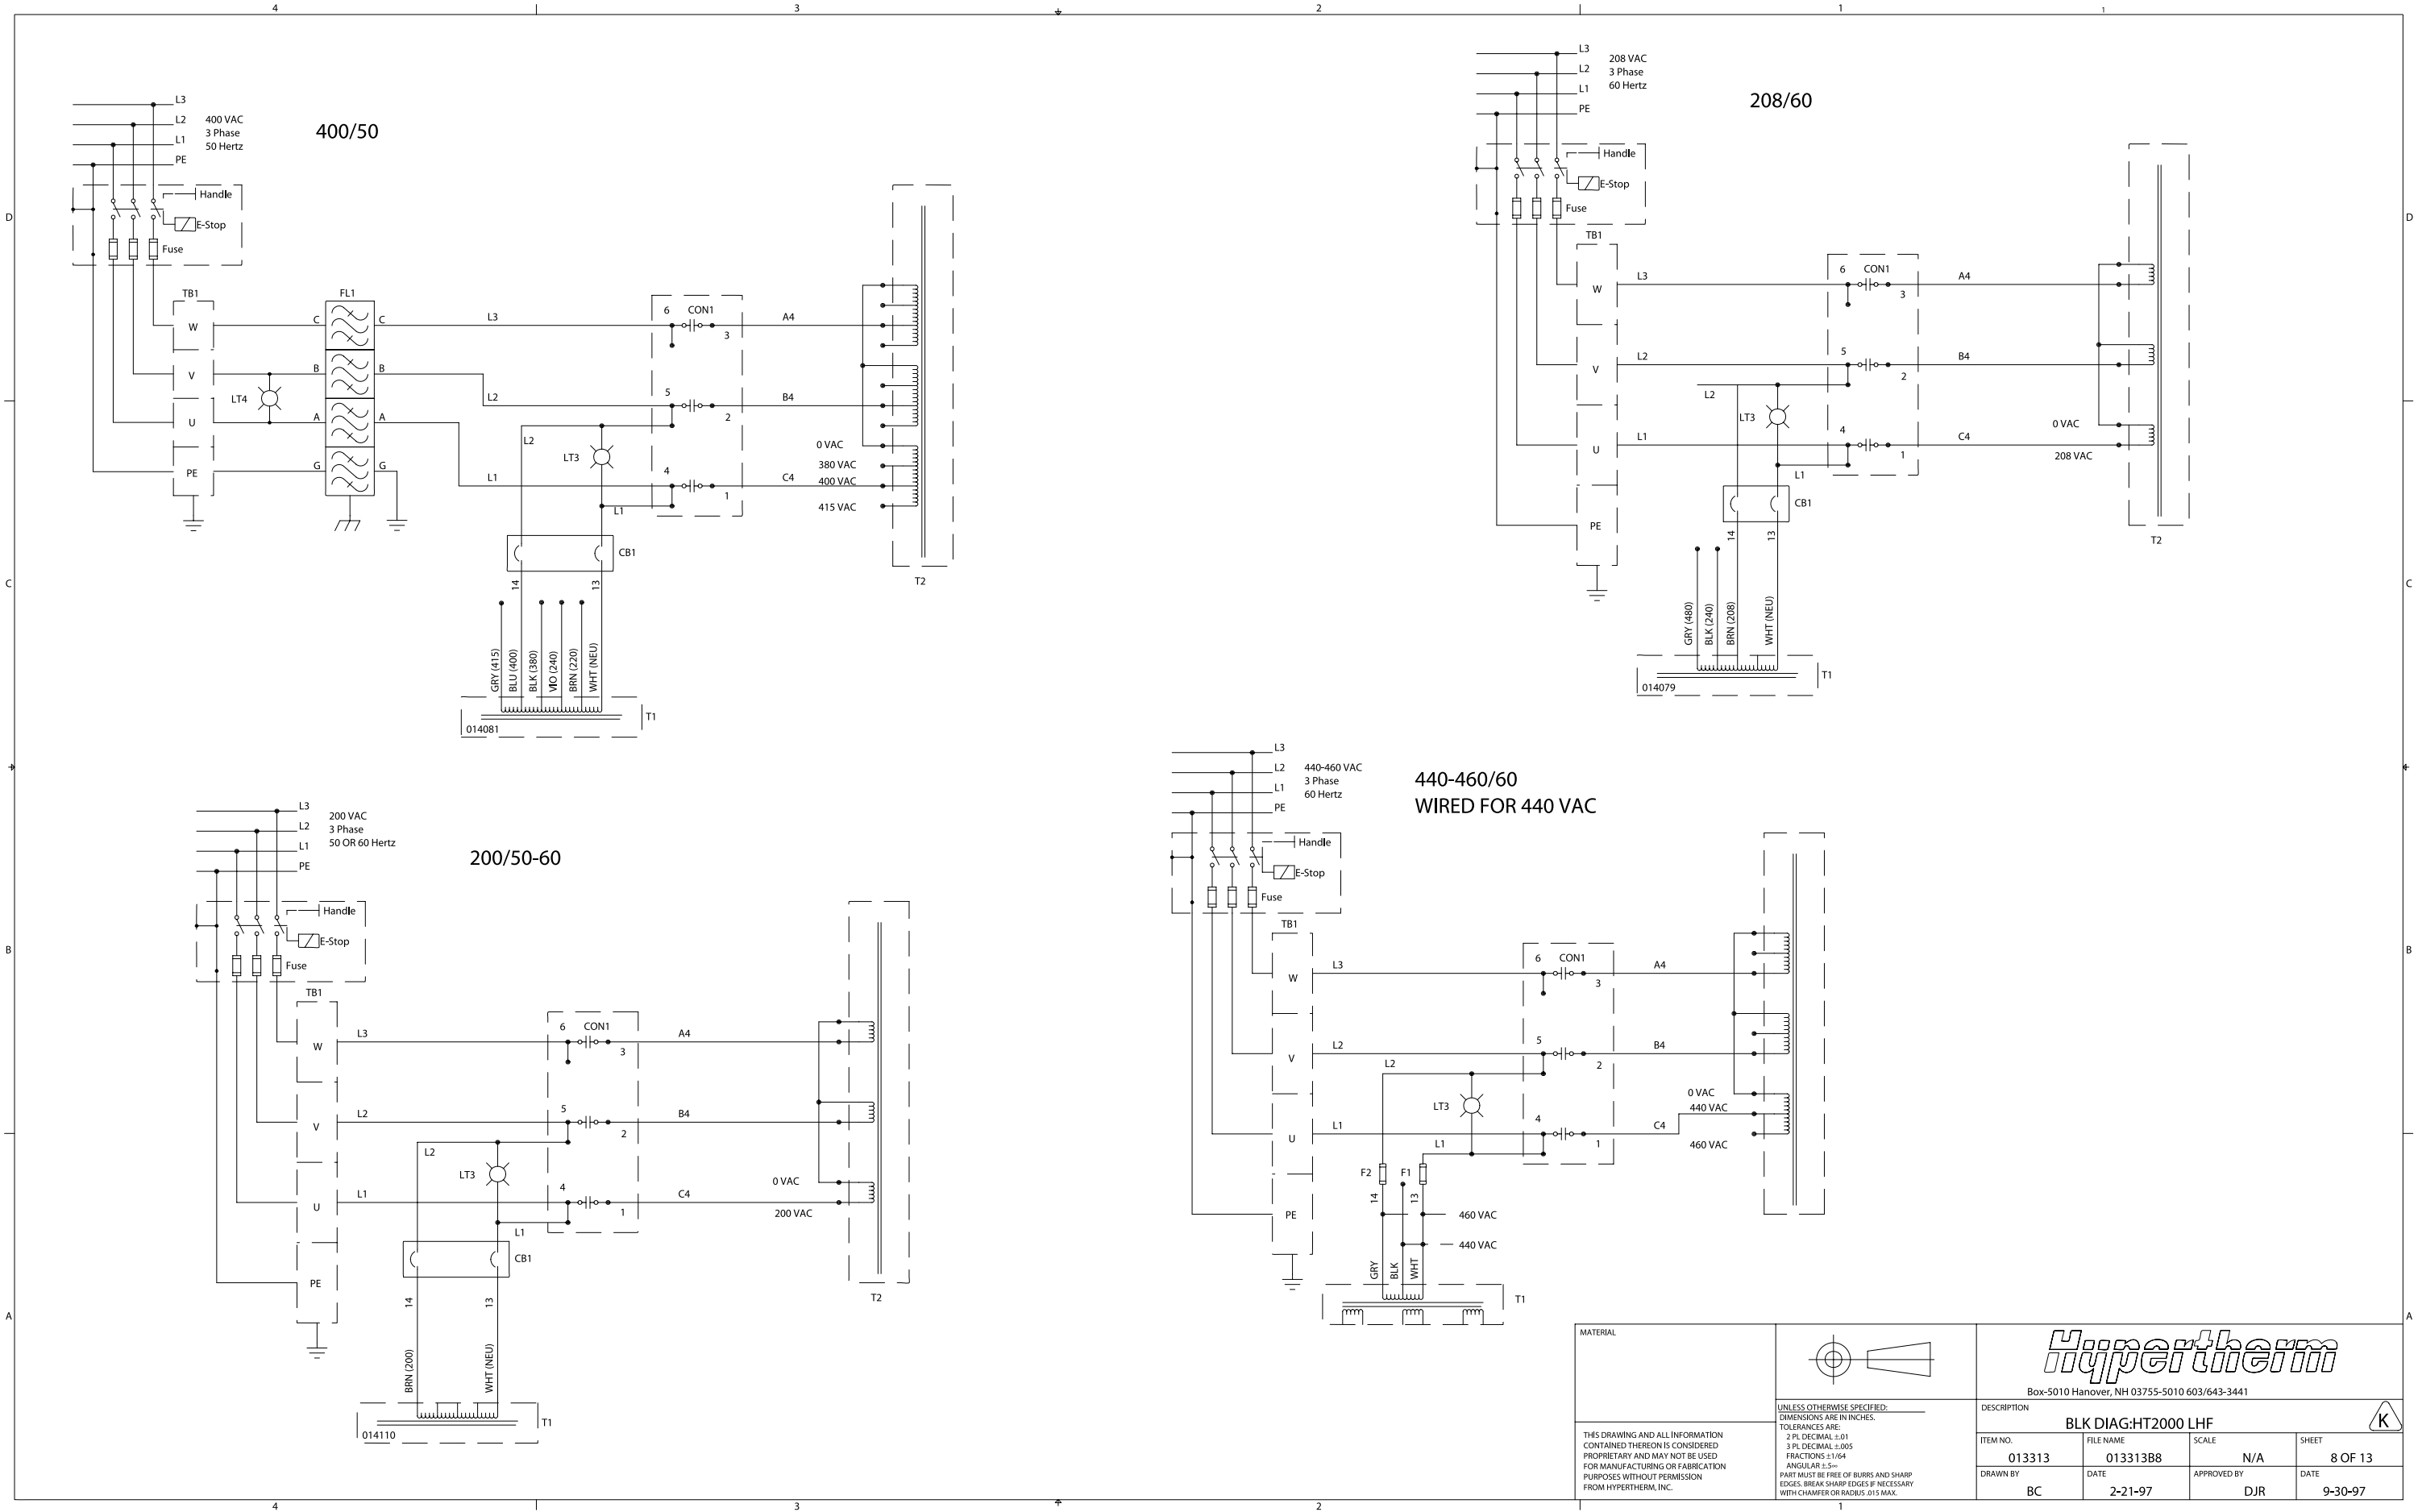 4
3
2
1
1
D
C
B
A
D
C
B
A
4
3
2
1
400/50
L3
L2
L1
PE
400 VAC
3 Phase
50 Hertz
Handle
E-Stop
Fuse
TB1
W
V
U
PE
LT4
FL1
C
C
B
B
A
A
G
G
L3
L2
L1
L2
LT3
L1
6
CON1
3
5
2
4
1
A4
B4
C4
0 VAC
380 VAC
400 VAC
415 VAC
T2
CB1
14
13
GRY (415)
BLU (400)
BLK (380)
VIO (240)
BRN (220)
WHT (NEU)
T1
014081
208/60
L3
L2
L1
PE
208 VAC
3 Phase
60 Hertz
Handle
E-Stop
Fuse
TB1
W
V
U
PE
L3
L2
L1
L2
LT3
L1
6
CON1
3
5
2
4
1
A4
B4
C4
0 VAC
208 VAC
T2
CB1
14
13
GRY (480)
BLK (240)
BRN (208)
WHT (NEU)
T1
014079
200/50-60
L3
L2
L1
PE
200 VAC
3 Phase
50 OR 60 Hertz
Handle
E-Stop
Fuse
TB1
W
V
U
PE
L3
L2
L1
L2
LT3
L1
6
CON1
3
5
2
4
1
A4
B4
C4
0 VAC
200 VAC
T2
CB1
14
13
BRN (200)
WHT (NEU)
T1
014110
440-460/60
WIRED FOR 440 VAC
L3
L2
L1
PE
440-460 VAC
3 Phase
60 Hertz
Handle
E-Stop
Fuse
TB1
W
V
U
PE
L3
L2
L1
L2
LT3
L1
6
CON1
3
5
2
4
1
A4
B4
C4
0 VAC
440 VAC
460 VAC
F2
F1
14
13
460 VAC
440 VAC
GRY
BLK
WHT
T1
MATERIAL
THIS DRAWING AND ALL INFORMATION
CONTAINED THEREON IS CONSIDERED
PROPRIETARY AND MAY NOT BE USED
FOR MANUFACTURING OR FABRICATION
PURPOSES WITHOUT PERMISSION
FROM HYPERTHERM, INC.
UNLESS OTHERWISE SPECIFIED:
DIMENSIONS ARE IN INCHES.
TOLERANCES ARE:
2 PL DECIMAL ±.01
3 PL DECIMAL ±.005
FRACTIONS ±1/64
ANGULAR ±.5∞
PART MUST BE FREE OF BURRS AND SHARP
EDGES. BREAK SHARP EDGES IF NECESSARY
WITH CHAMFER OR RADIUS .015 MAX.
Hypertherm
Box-5010 Hanover, NH 03755-5010 603/643-3441
DESCRIPTION
BLK DIAG:HT2000 LHF
K
ITEM NO.
013313
FILE NAME
013313B8
SCALE
N/A
SHEET
8 OF 13
DRAWN BY
BC
DATE
2-21-97
APPROVED BY
DJR
DATE
9-30-97